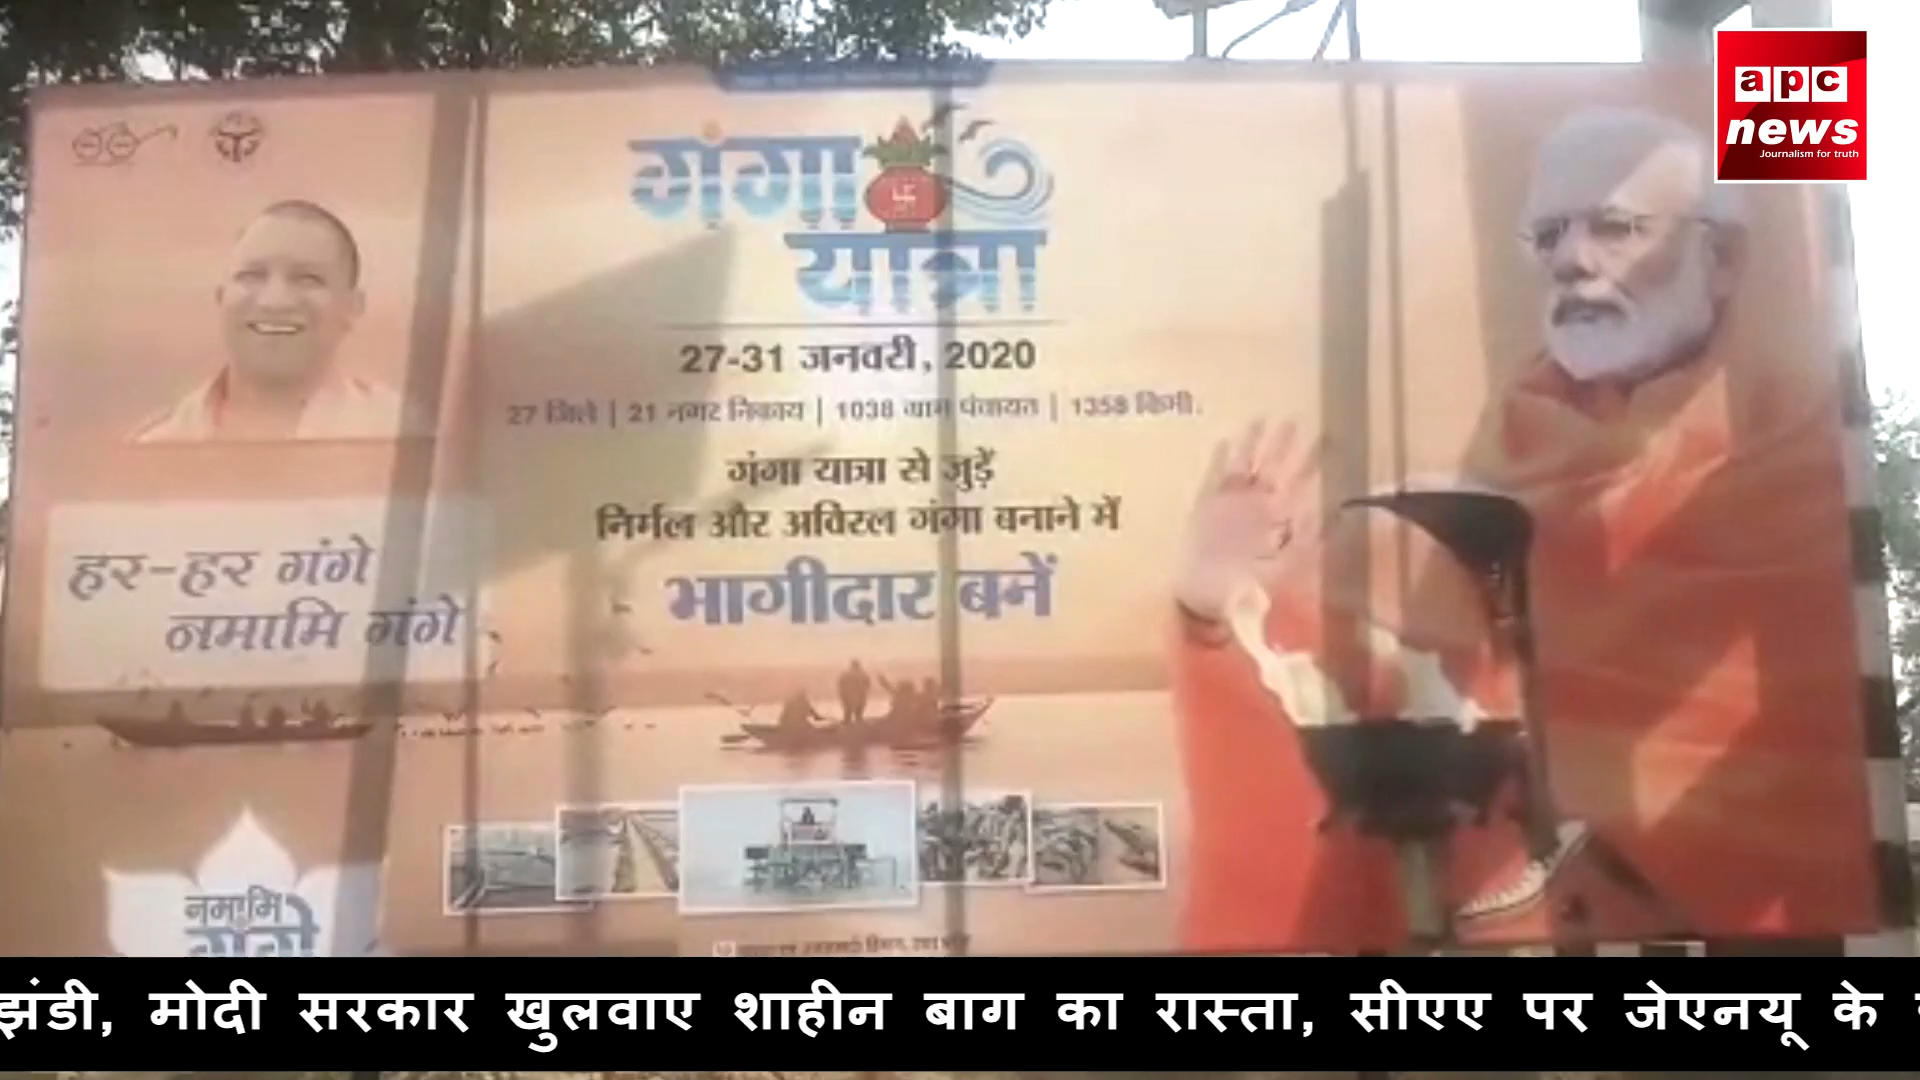 apc
news
Journalism for truth
गंगा
यात्रा
27-31 जनवरी, 2020
27 जिले | 21 नगर निकाय | 1038 ग्राम पंचायत | 1358 किमी.
गंगा यात्रा से जुड़ें
निर्मल और अविरल गंगा बनाने में
भागीदार बनें
हर-हर गंगे
नमामि गंगे
नमामि
गंगे
झंडी, मोदी सरकार खुलवाए शाहीन बाग का रास्ता, सीएए पर जेएनयू के